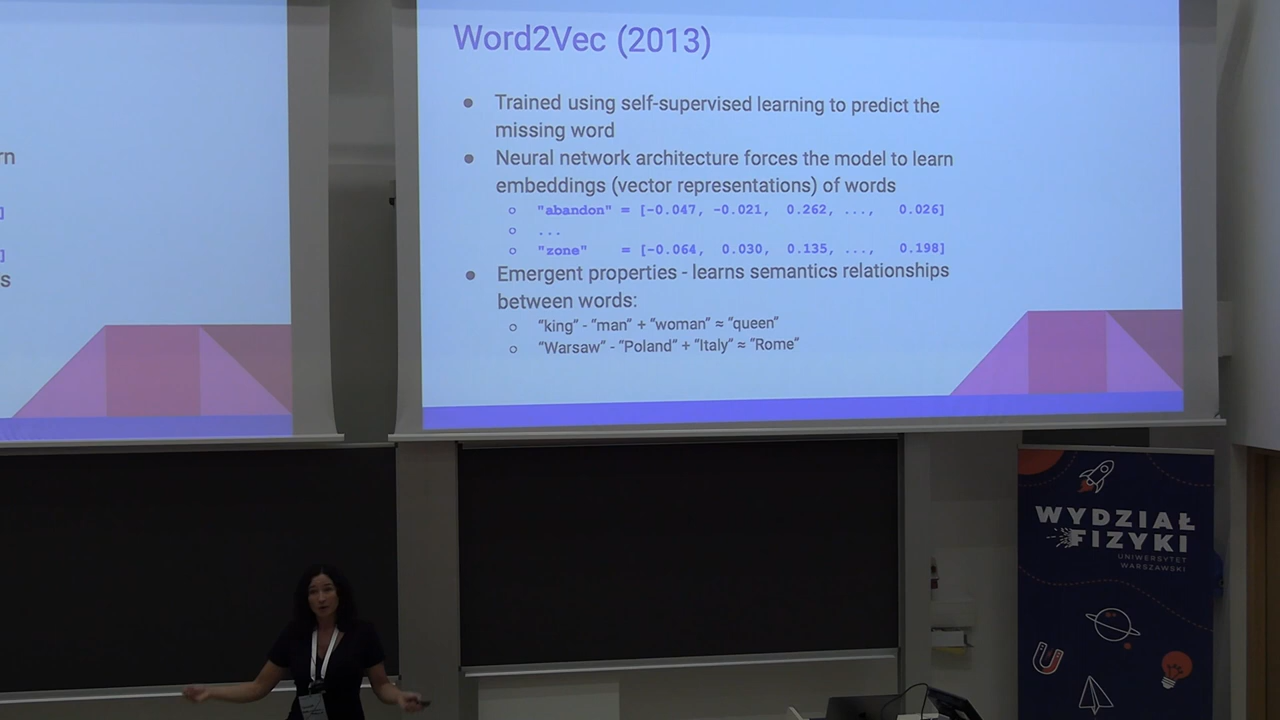 rn
]
]
s
Word2Vec (2013)
● Trained using self-supervised learning to predict the
missing word
● Neural network architecture forces the model to learn
embeddings (vector representations) of words
○ "abandon" = [-0.047, -0.021, 0.262, ..., 0.026]
○ ...
○ "zone" = [-0.064, 0.030, 0.135, ..., 0.198]
● Emergent properties - learns semantics relationships
between words:
○ “king” - “man” + “woman” ≈ “queen”
○ “Warsaw” - “Poland” + “Italy” ≈ “Rome”
WYDZIAŁ
FIZYKI
UNIWERSYTET
WARSZAWSKI